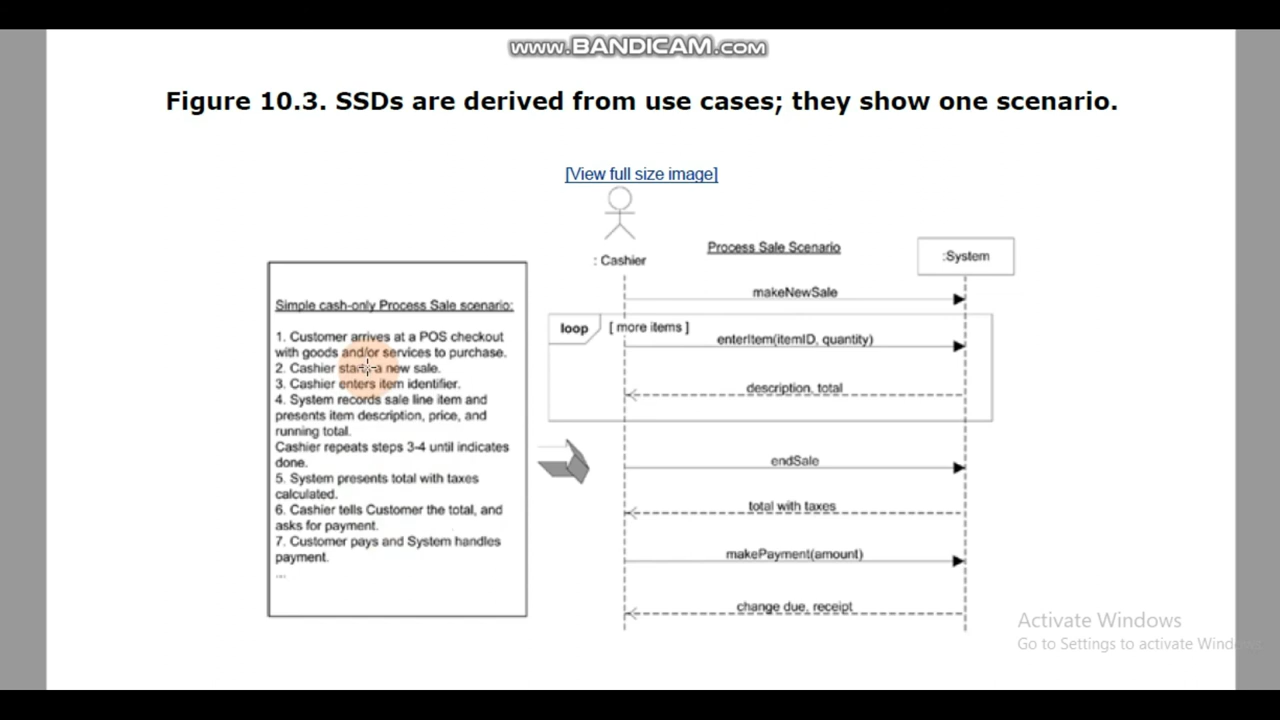 www.BANDICAM.com
Figure 10.3. SSDs are derived from use cases; they show one scenario.
[View full size image]
Process Sale Scenario
: Cashier
:System
makeNewSale
loop
[ more items ]
enterItem(itemID, quantity)
description, total
endSale
total with taxes
makePayment(amount)
change due, receipt
Simple cash-only Process Sale scenario:
1. Customer arrives at a POS checkout
with goods and/or services to purchase.
2. Cashier starts a new sale.
3. Cashier enters item identifier.
4. System records sale line item and
presents item description, price, and
running total.
Cashier repeats steps 3-4 until indicates
done.
5. System presents total with taxes
calculated.
6. Cashier tells Customer the total, and
asks for payment.
7. Customer pays and System handles
payment.
...
Activate Windows
Go to Settings to activate Windows.